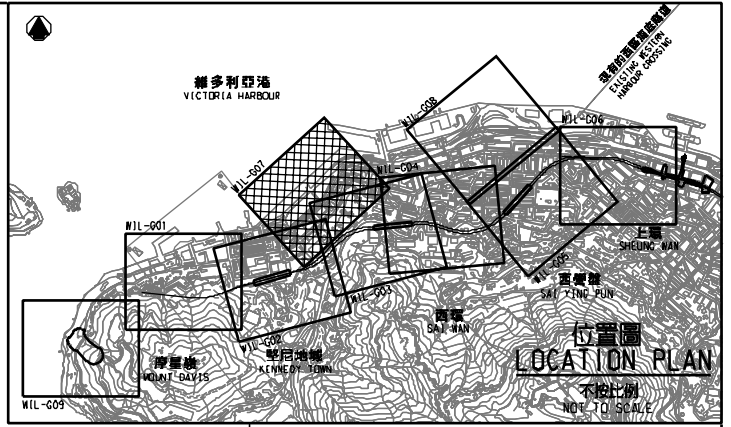 現有的西區海底隧道
EXISTING WESTERN
HARBOUR CROSSING
維多利亞港
VICTORIA HARBOUR
WIL-G08
WIL-G06
WIL-G07
WIL-G04
WIL-G01
上環
SHEUNG WAN
WIL-G05
西營盤
SAI YING PUN
WIL-G03
西環
SAI WAN
WIL-G02
堅尼地城
KENNEDY TOWN
摩星嶺
MOUNT DAVIS
WIL-G09
位置圖
LOCATION PLAN
不按比例
NOT TO SCALE